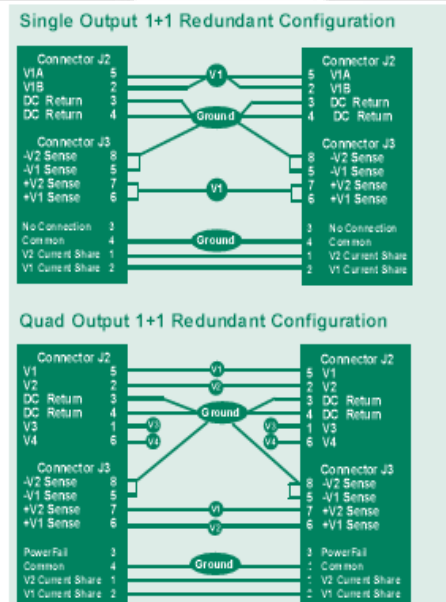 Single Output 1+1 Redundant Configuration
Connector J2
V1A 5
V1B 2
DC Return 3
DC Return 4
Connector J3
-V2 Sense 8
-V1 Sense 5
+V2 Sense 7
+V1 Sense 6
No Connection 3
Common 4
V2 Current Share 1
V1 Current Share 2
V1
Ground
V1
Ground
Connector J2
5 V1A
2 V1B
3 DC Return
4 DC Return
Connector J3
8 -V2 Sense
5 -V1 Sense
7 +V2 Sense
6 +V1 Sense
3 No Connection
4 Common
1 V2 Current Share
2 V1 Current Share
Quad Output 1+1 Redundant Configuration
Connector J2
V1 5
V2 2
DC Return 3
DC Return 4
V3 1
V4 6
Connector J3
-V2 Sense 8
-V1 Sense 5
+V2 Sense 7
+V1 Sense 6
Power Fail 3
Common 4
V2 Current Share 1
V1 Current Share 2
V1
V2
Ground
V3 V3
V4 V4
V1
V2
Ground
Connector J2
5 V1
2 V2
3 DC Return
4 DC Return
1 V3
6 V4
Connector J3
8 -V2 Sense
5 -V1 Sense
7 +V2 Sense
6 +V1 Sense
3 Power Fail
Common
V2 Current Share
V1 Current Share